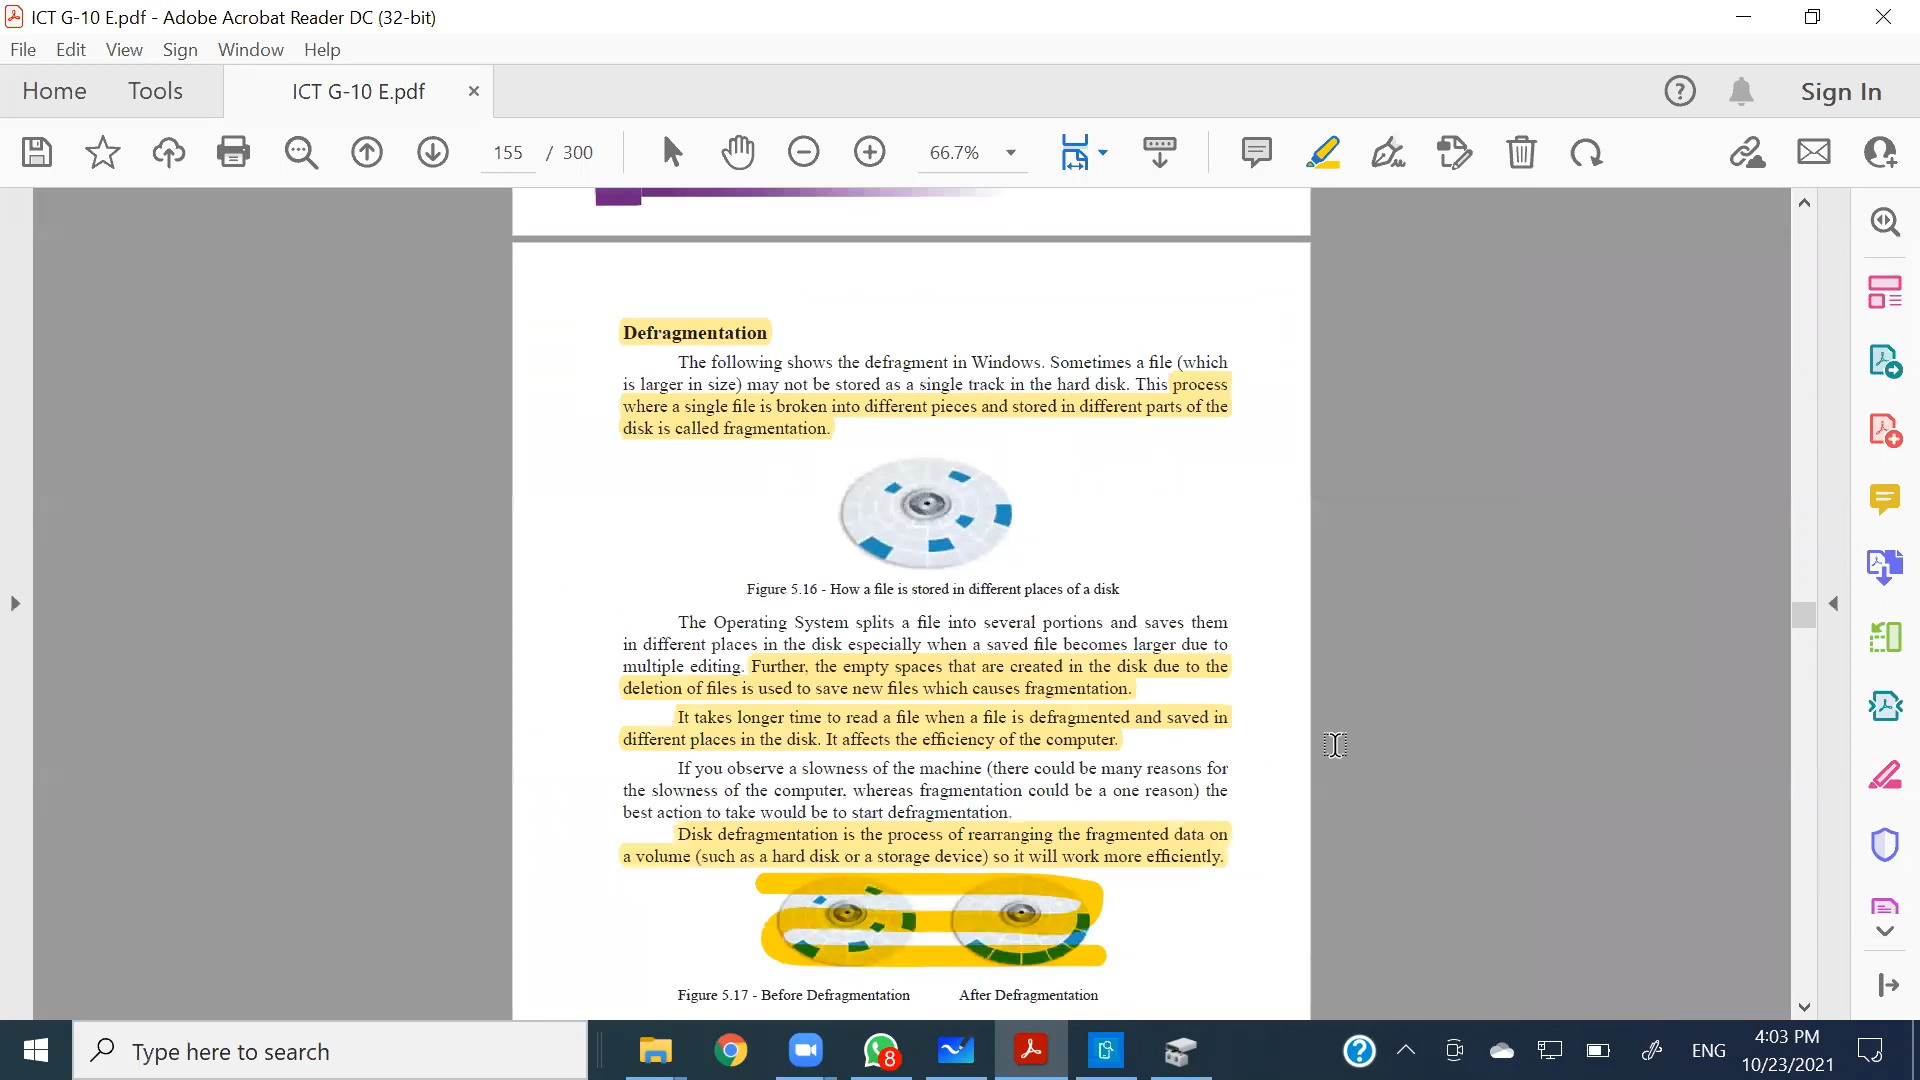 ICT G-10 E.pdf - Adobe Acrobat Reader DC (32-bit)
File Edit View Sign Window Help
Home Tools ICT G-10 E.pdf × Sign In
155 / 300 66.7%
Defragmentation
The following shows the defragment in Windows. Sometimes a file (which
is larger in size) may not be stored as a single track in the hard disk. This process
where a single file is broken into different pieces and stored in different parts of the
disk is called fragmentation.
Figure 5.16 - How a file is stored in different places of a disk
The Operating System splits a file into several portions and saves them
in different places in the disk especially when a saved file becomes larger due to
multiple editing. Further, the empty spaces that are created in the disk due to the
deletion of files is used to save new files which causes fragmentation.
It takes longer time to read a file when a file is defragmented and saved in
different places in the disk. It affects the efficiency of the computer.
If you observe a slowness of the machine (there could be many reasons for
the slowness of the computer, whereas fragmentation could be a one reason) the
best action to take would be to start defragmentation.
Disk defragmentation is the process of rearranging the fragmented data on
a volume (such as a hard disk or a storage device) so it will work more efficiently.
Figure 5.17 - Before Defragmentation After Defragmentation
Type here to search
8
ENG
4:03 PM
10/23/2021